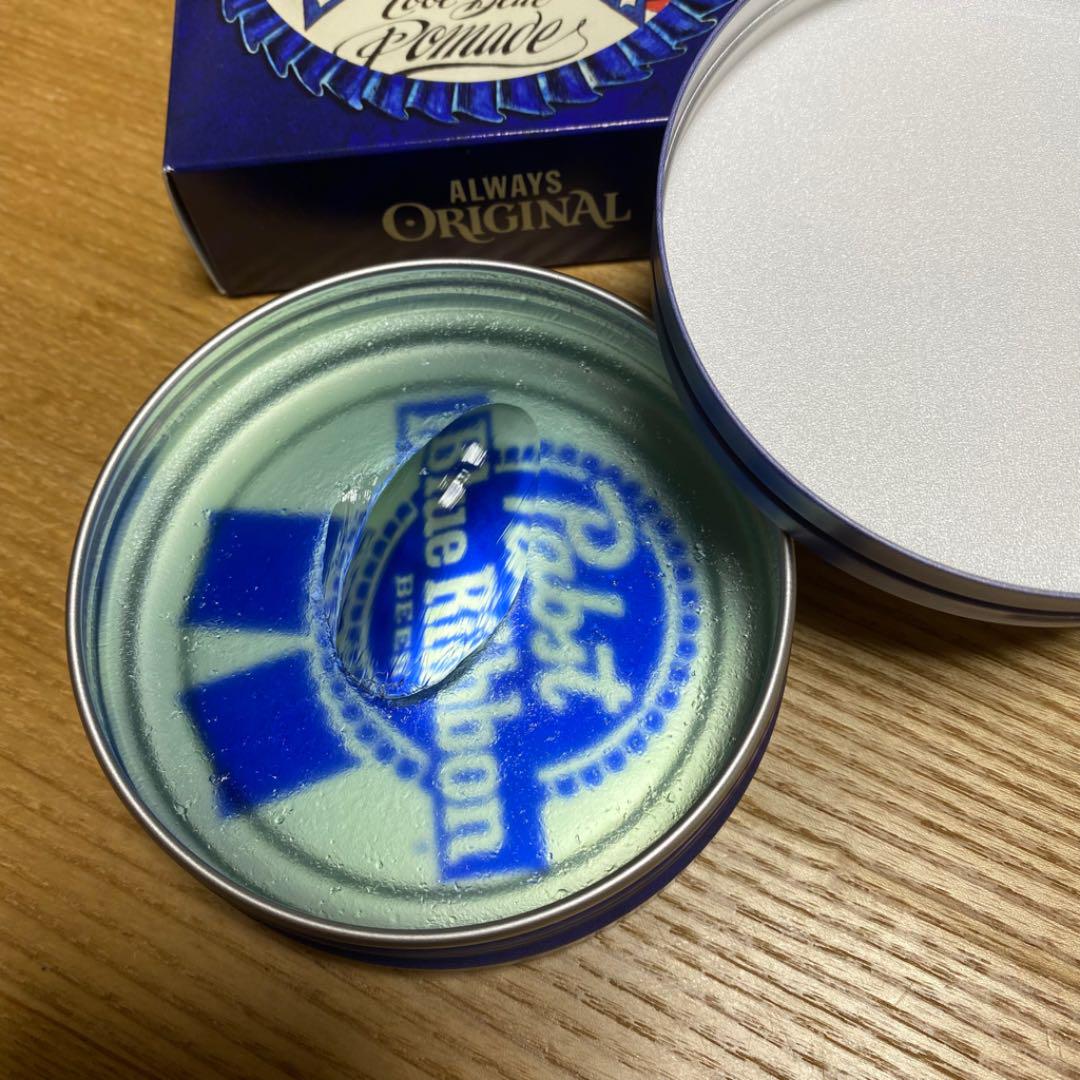 Pomade
ALWAYS
ORIGINAL
Pabst
Blue Ribbon
BEER